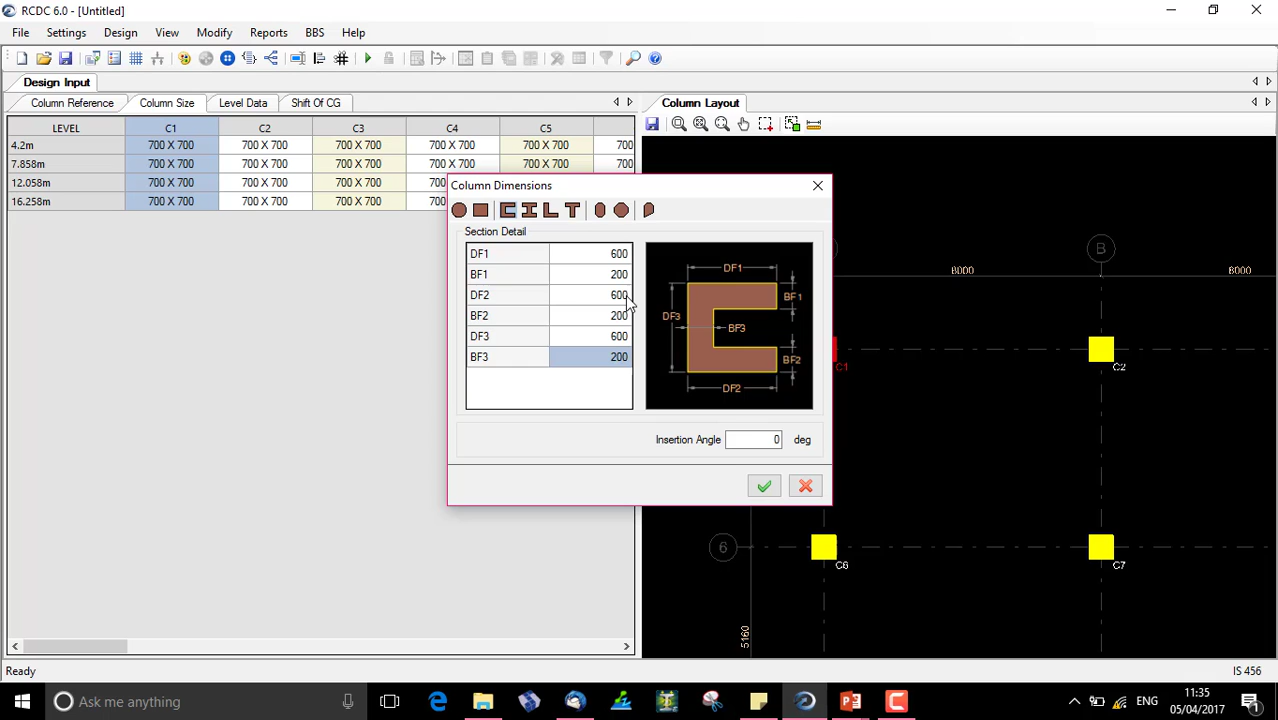 RCDC 6.0 - [Untitled]
File Settings Design View Modify Reports BBS Help
Design Input
Column Reference Column Size Level Data Shift Of CG
LEVEL C1 C2 C3 C4 C5
4.2m 700 X 700 700 X 700 700 X 700 700 X 700 700 X 700 700
7.858m 700 X 700 700 X 700 700 X 700 700 X 700 700 X 700 700
12.058m 700 X 700 700 X 700 700 X 700
16.258m 700 X 700 700 X 700 700 X 700
Column Layout
Column Dimensions
Section Detail
DF1 600
BF1 200
DF2 600
BF2 200
DF3 600
BF3 200
DF1
BF1
DF3
BF3
BF2
DF2
Insertion Angle 0 deg
B
6000 6000
C1 C2
6
C6 C7
5160
Ready IS 456
Ask me anything
ENG
11:35
05/04/2017
1